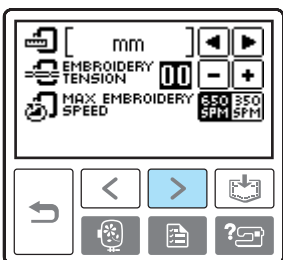 [ mm ]
EMBROIDERY TENSION 00 - +
MAX EMBROIDERY SPEED 650 SPM 350 SPM